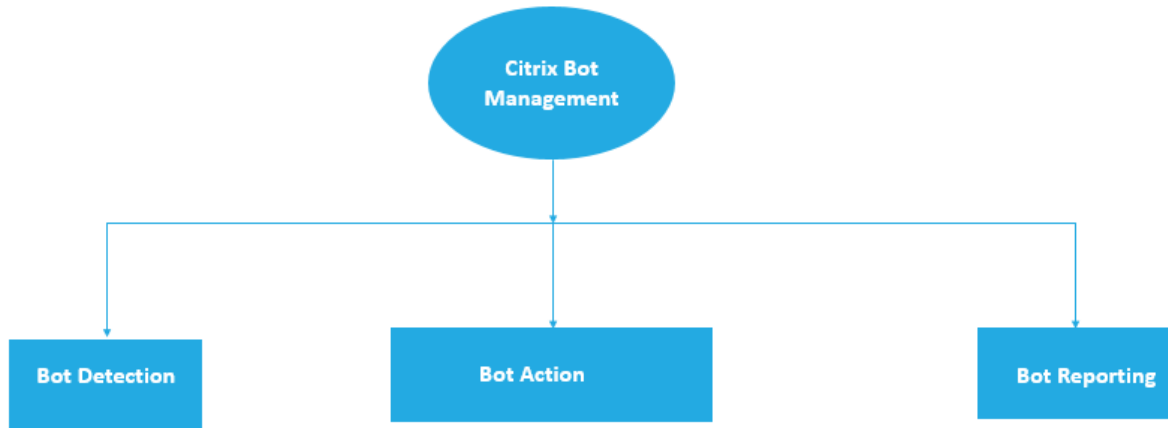 Citrix Bot
Management
Bot Detection
Bot Action
Bot Reporting